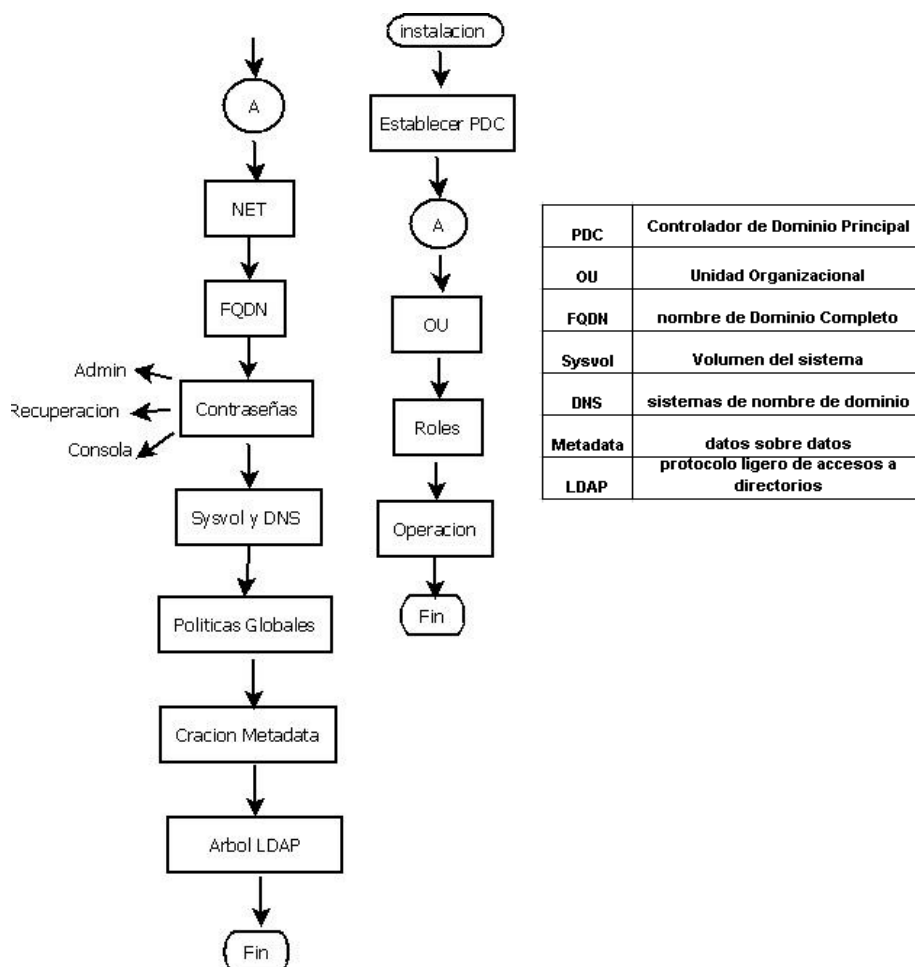 A
NET
FQDN
Admin
Recuperacion
Consola
Contraseñas
Sysvol y DNS
Politicas Globales
Cracion Metadata
Arbol LDAP
Fin
instalacion
Establecer PDC
A
OU
Roles
Operacion
Fin
PDC Controlador de Dominio Principal
OU Unidad Organizacional
FQDN nombre de Dominio Completo
Sysvol Volumen del sistema
DNS sistemas de nombre de dominio
Metadata datos sobre datos
LDAP protocolo ligero de accesos a
directorios